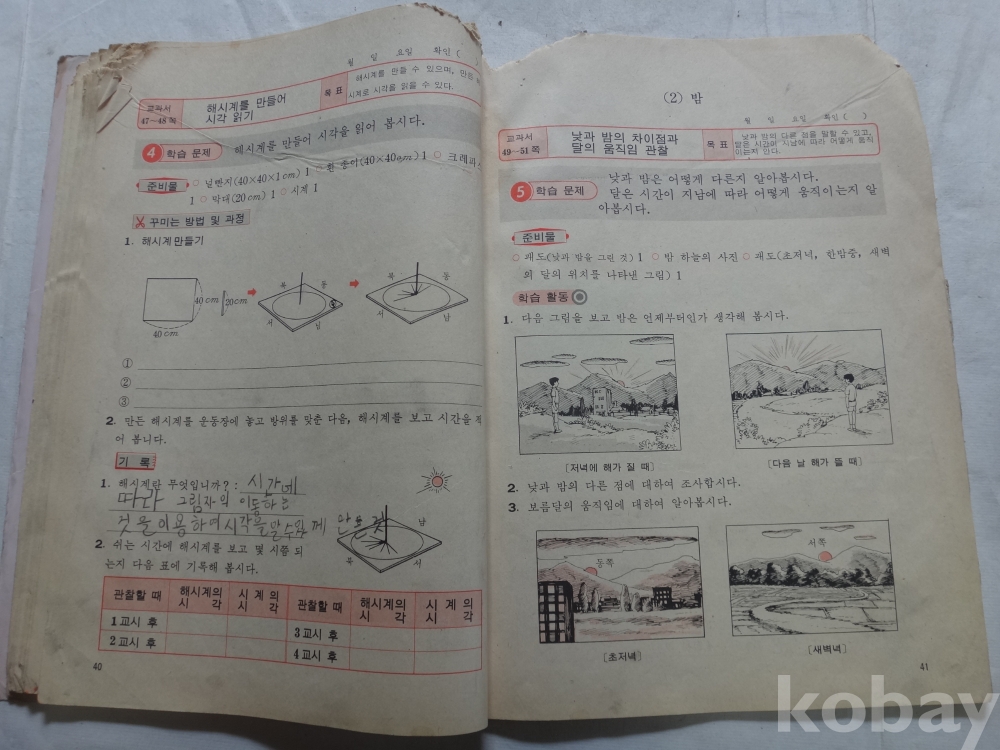 월 일 요일 확인( )
교과서
47~48쪽
해시계를 만들어
시각 읽기
목표
해시계를 만들 수 있으며, 만든
시계로 시각을 읽을 수 있다.
4 학습 문제
해시계를 만들어 시각을 읽어 봅시다.
준비물
○ 널빤지(40×40×1cm) 1 ○ 흰 종이(40×40cm) 1 ○ 크레파스
1 ○ 막대(20cm) 1 ○ 시계 1
꾸미는 방법 및 과정
1. 해시계 만들기
40cm
40cm
20cm
북
동
서
북
동
서
남
①
②
③
2. 만든 해시계를 운동장에 놓고 방위를 맞춘 다음, 해시계를 보고 시간을 적
어 봅니다.
기록
1. 해시계란 무엇입니까?: 시간에
따라 그림자의 이동하는
것을 이용하여 시각을 알 수 있게 만든 것
동
남
북
서
2. 쉬는 시간에 해시계를 보고 몇 시쯤 되
는지 다음 표에 기록해 봅시다.
관찰할 때 해시계의 시각 시계의 시각 관찰할 때 해시계의 시각 시계의 시각
1교시 후 3교시 후
2교시 후 4교시 후
40
(2) 밤
월 일 요일 확인( )
교과서
49~51쪽
낮과 밤의 차이점과
달의 움직임 관찰
목표
낮과 밤의 다른 점을 말할 수 있고,
달은 시간이 지남에 따라 어떻게 움직
이는지 안다.
5 학습 문제
낮과 밤은 어떻게 다른지 알아봅시다.
달은 시간이 지남에 따라 어떻게 움직이는지 알
아봅시다.
준비물
○ 괘도(낮과 밤을 그린 것) 1 ○ 밤 하늘의 사진 ○ 괘도(초저녁, 한밤중, 새벽
의 달의 위치를 나타낸 그림) 1
학습 활동
1. 다음 그림을 보고 밤은 언제부터인가 생각해 봅시다.
[저녁에 해가 질 때]
[다음 날 해가 뜰 때]
2. 낮과 밤의 다른 점에 대하여 조사합시다.
3. 보름달의 움직임에 대하여 알아봅시다.
동쪽
서쪽
[초저녁]
[새벽녘]
41
kobay